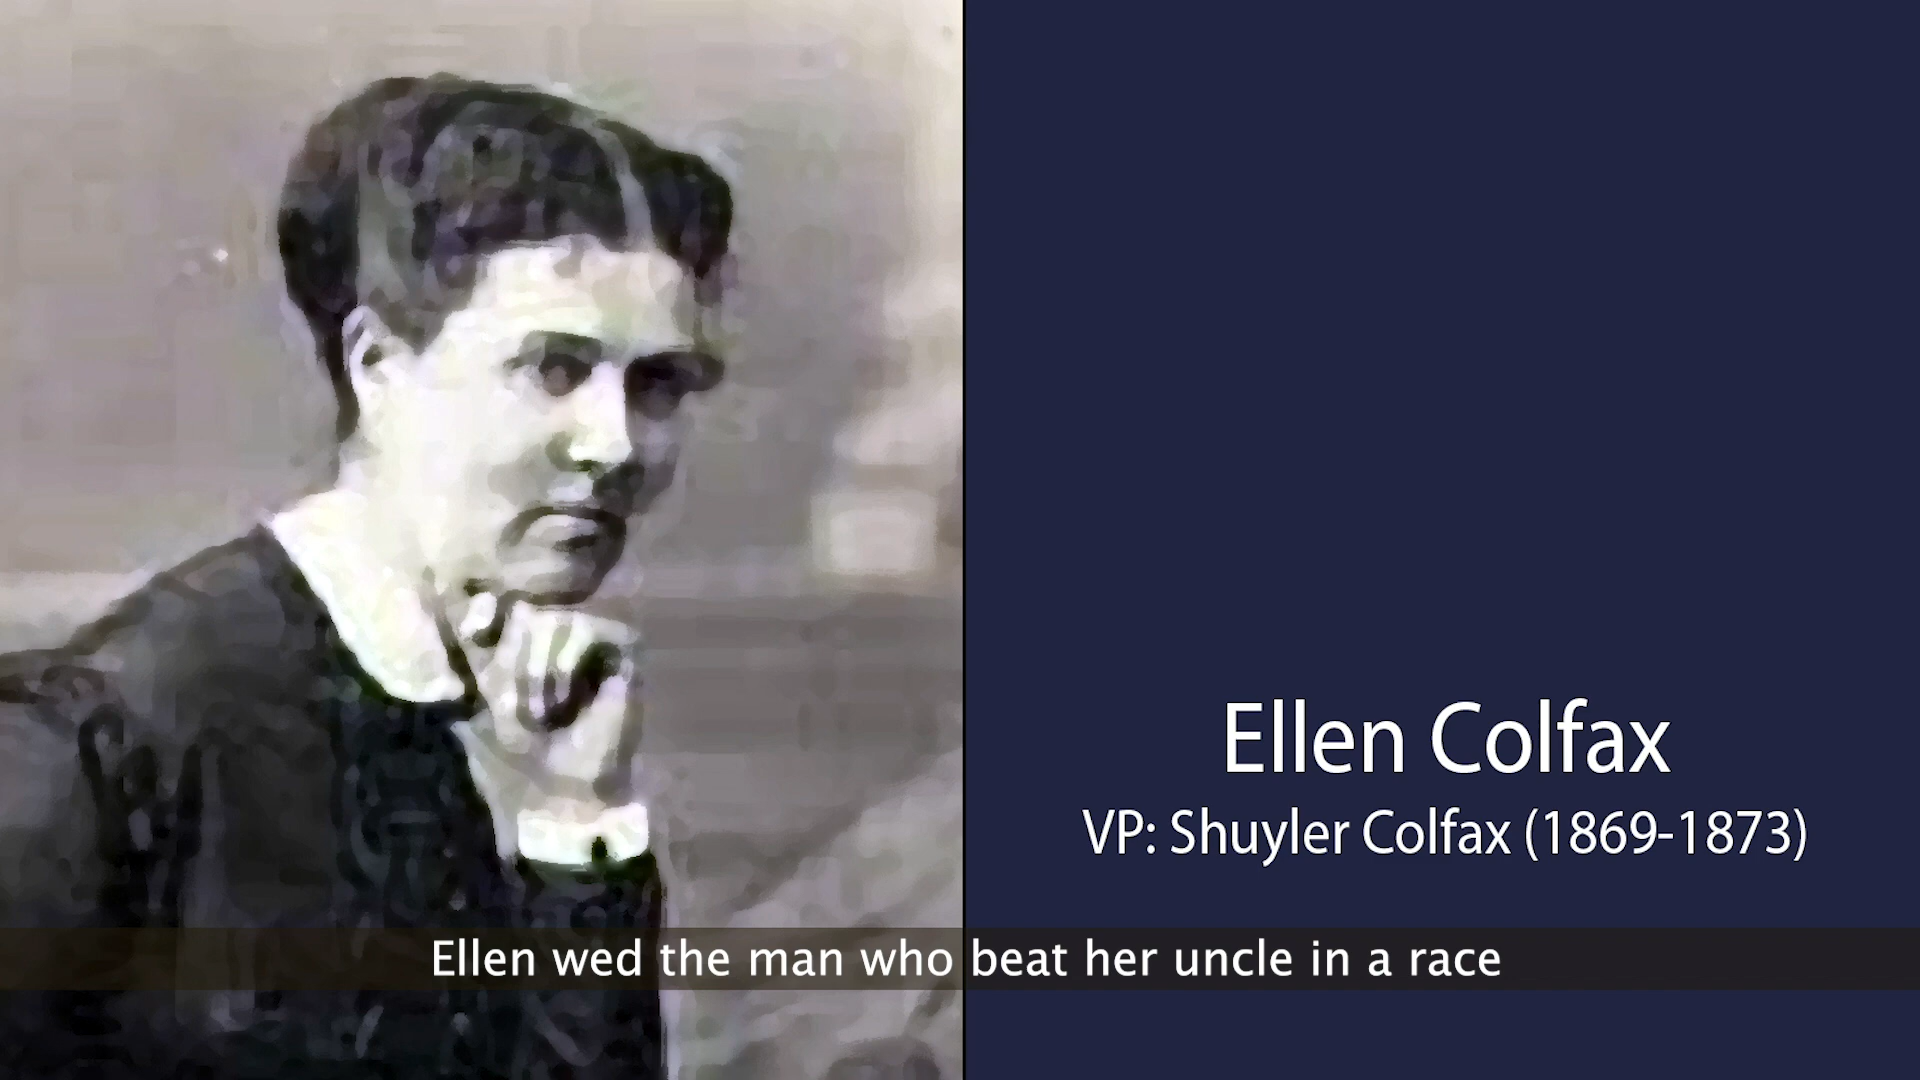 Ellen Colfax
VP: Shuyler Colfax (1869-1873)
Ellen wed the man who beat her uncle in a race